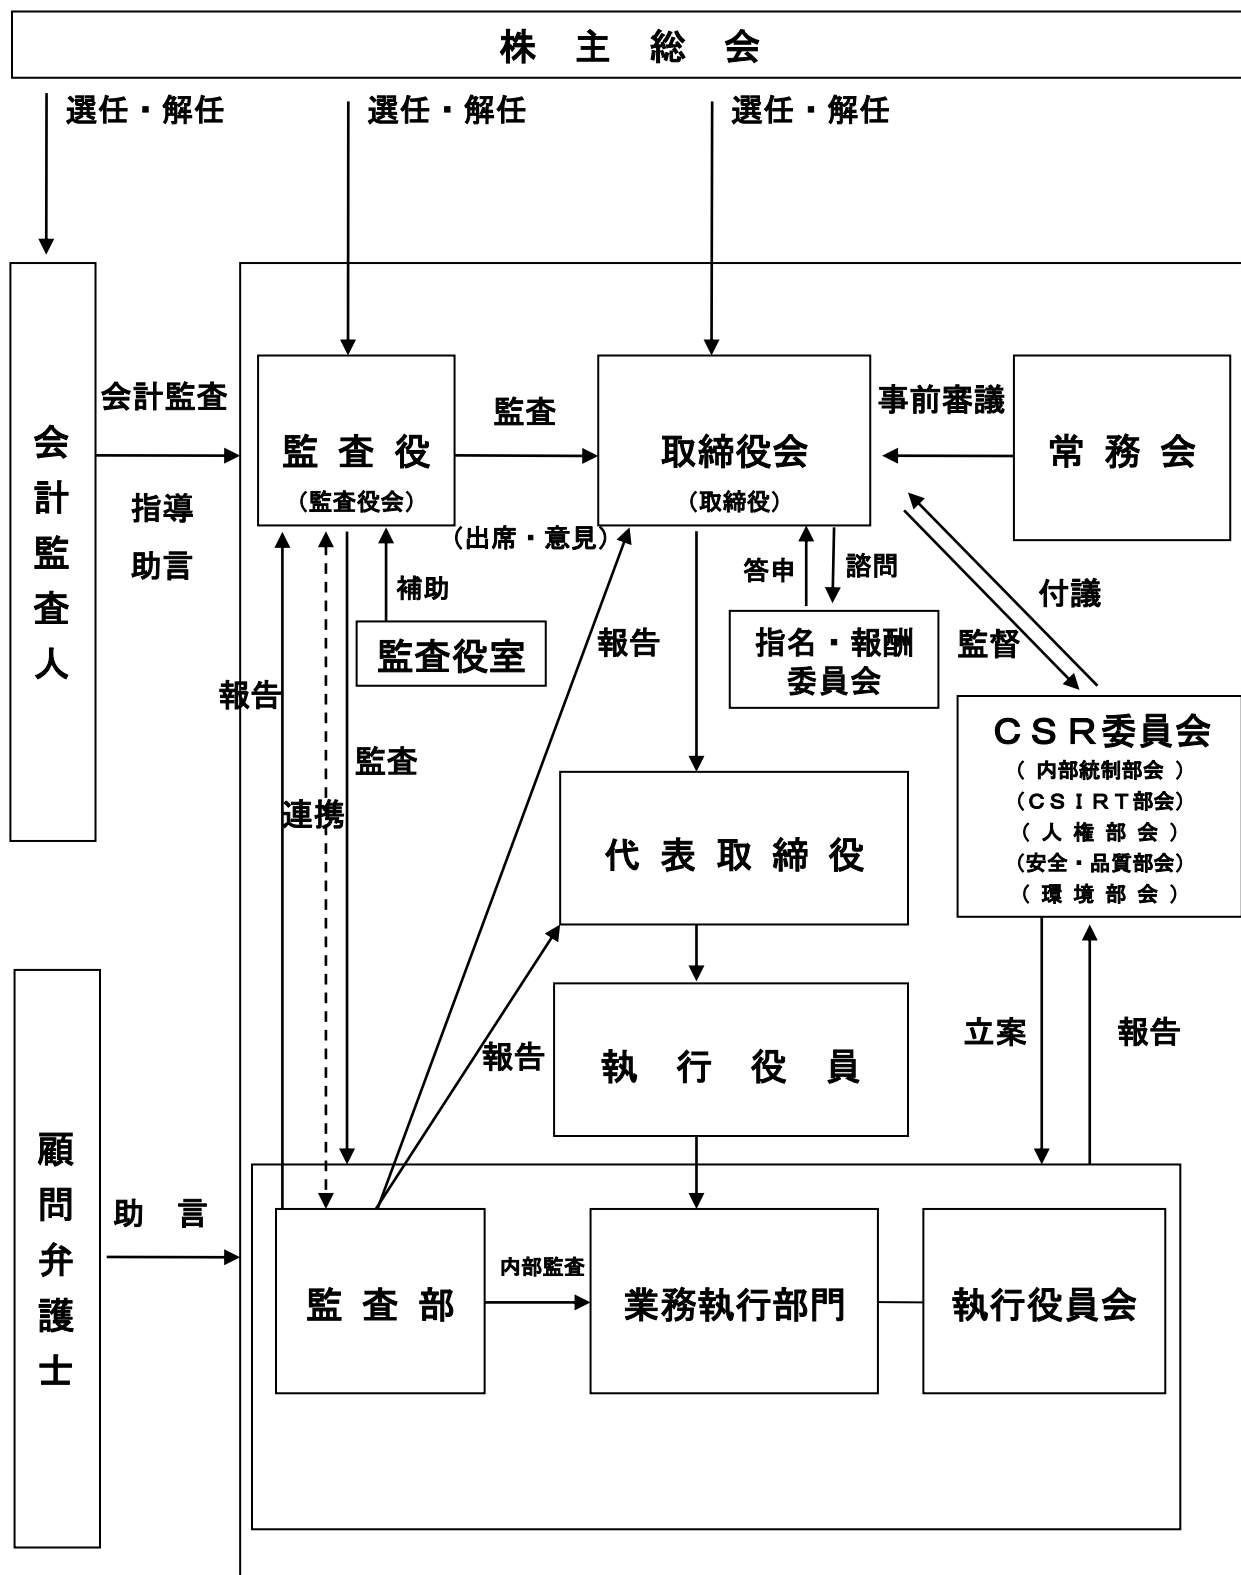 株 主 総 会
選任・解任
選任・解任
選任・解任
会計監査人
会計監査
指導
助言
監 査 役
（監査役会）
監査
（出席・意見）
取締役会
（取締役）
事前審議
常 務 会
補助
監査役室
報告
連携
監査
報告
答申
諮問
指名・報酬
委員会
付議
監督
ＣＳＲ委員会
（ 内部統制部会 ）
（ＣＳＩＲＴ部会）
（ 人 権 部 会 ）
（安全・品質部会）
（ 環 境 部 会 ）
代 表 取 締 役
報告
執 行 役 員
立案
報告
顧問弁護士
助 言
監 査 部
内部監査
業務執行部門
執行役員会